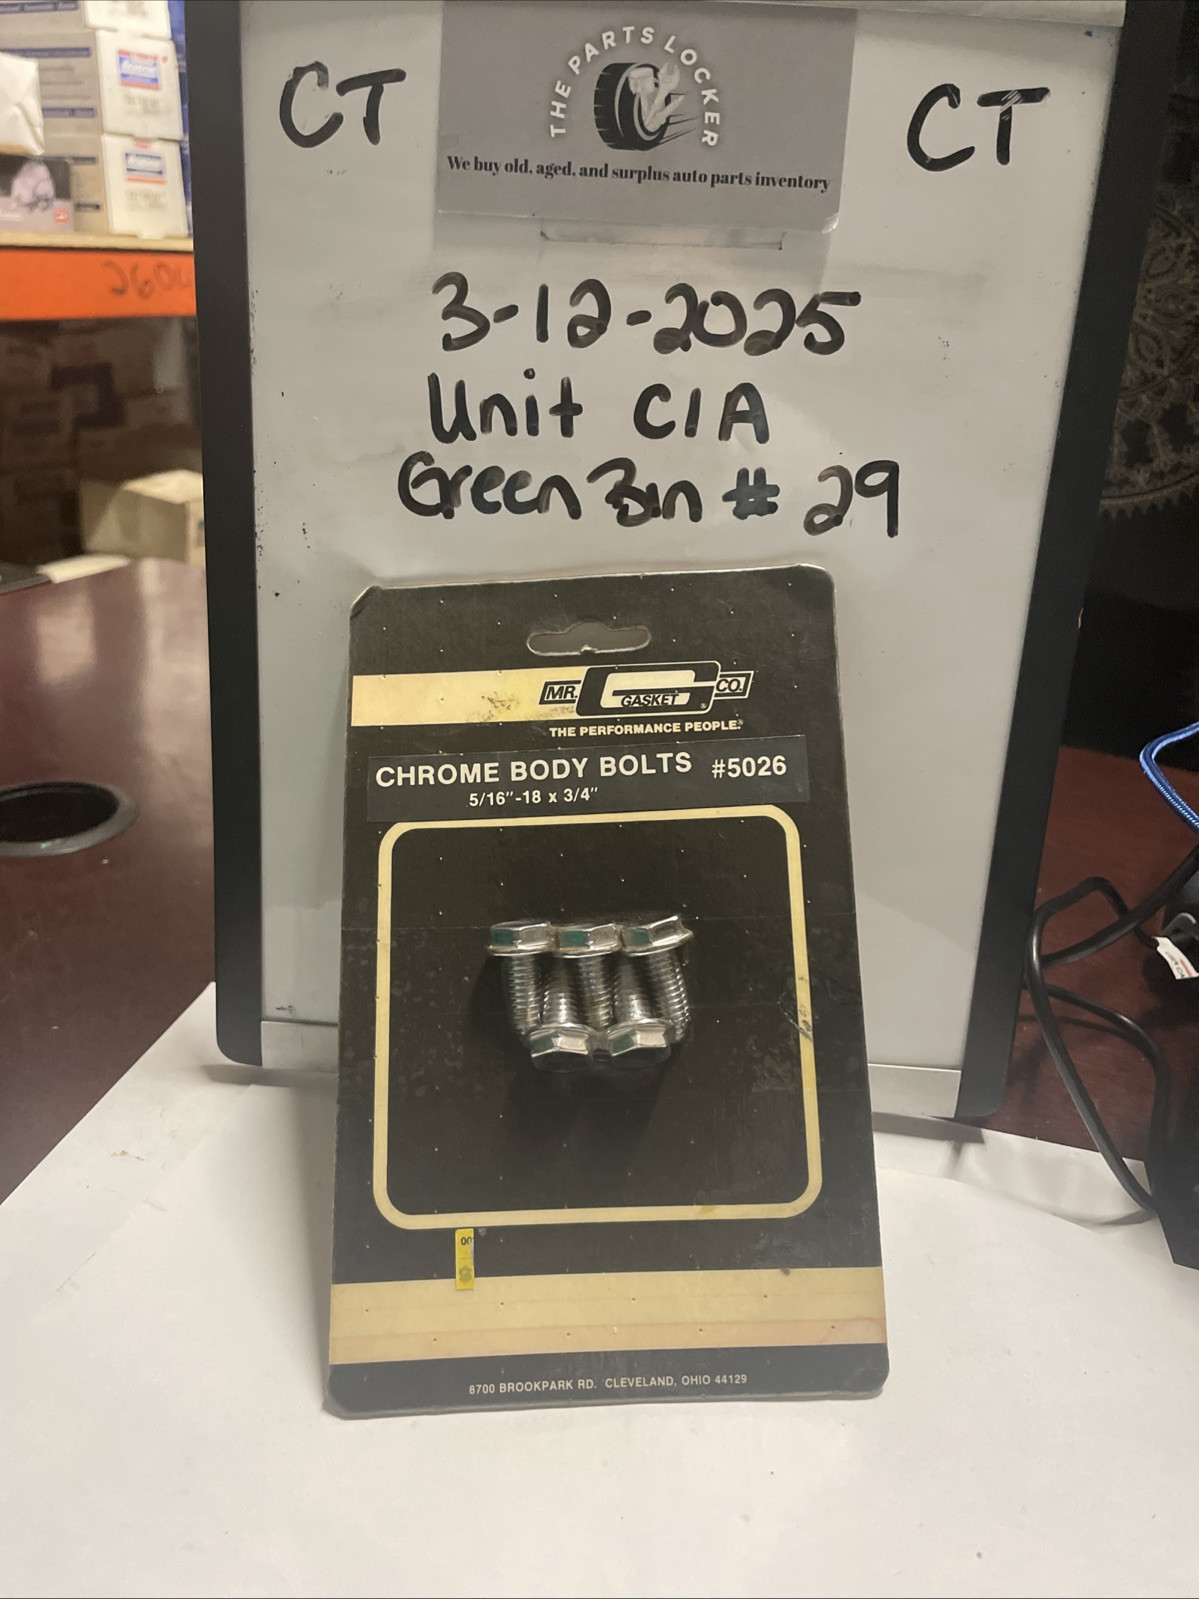 THE PARTS LOCKER
We buy old, aged, and surplus auto parts inventory
CT
CT
3-12-2025
Unit C1A
Green Bin # 29
MR. GASKET CO.
THE PERFORMANCE PEOPLE.®
CHROME BODY BOLTS #5026
5/16"-18 x 3/4"
00
8700 BROOKPARK RD. CLEVELAND, OHIO 44129